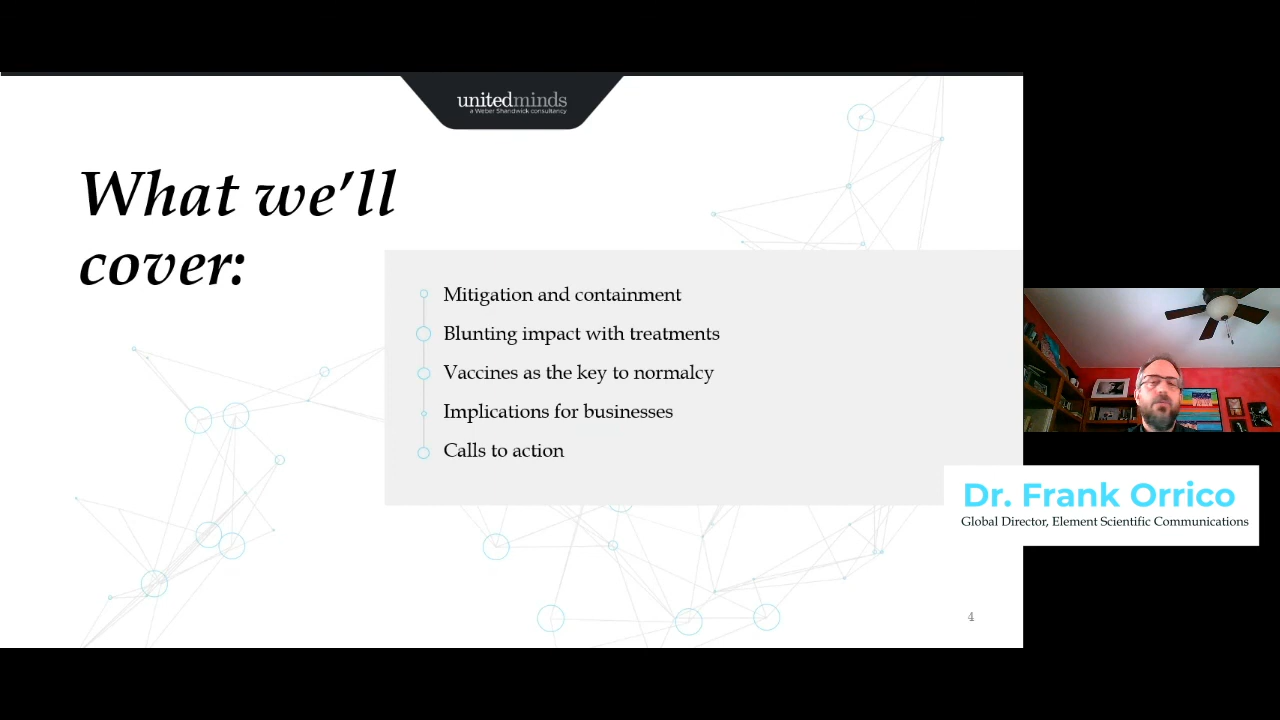 unitedminds
a Weber Shandwick consultancy
What we'll
cover:
Mitigation and containment
Blunting impact with treatments
Vaccines as the key to normalcy
Implications for businesses
Calls to action
Dr. Frank Orrico
Global Director, Element Scientific Communications
4